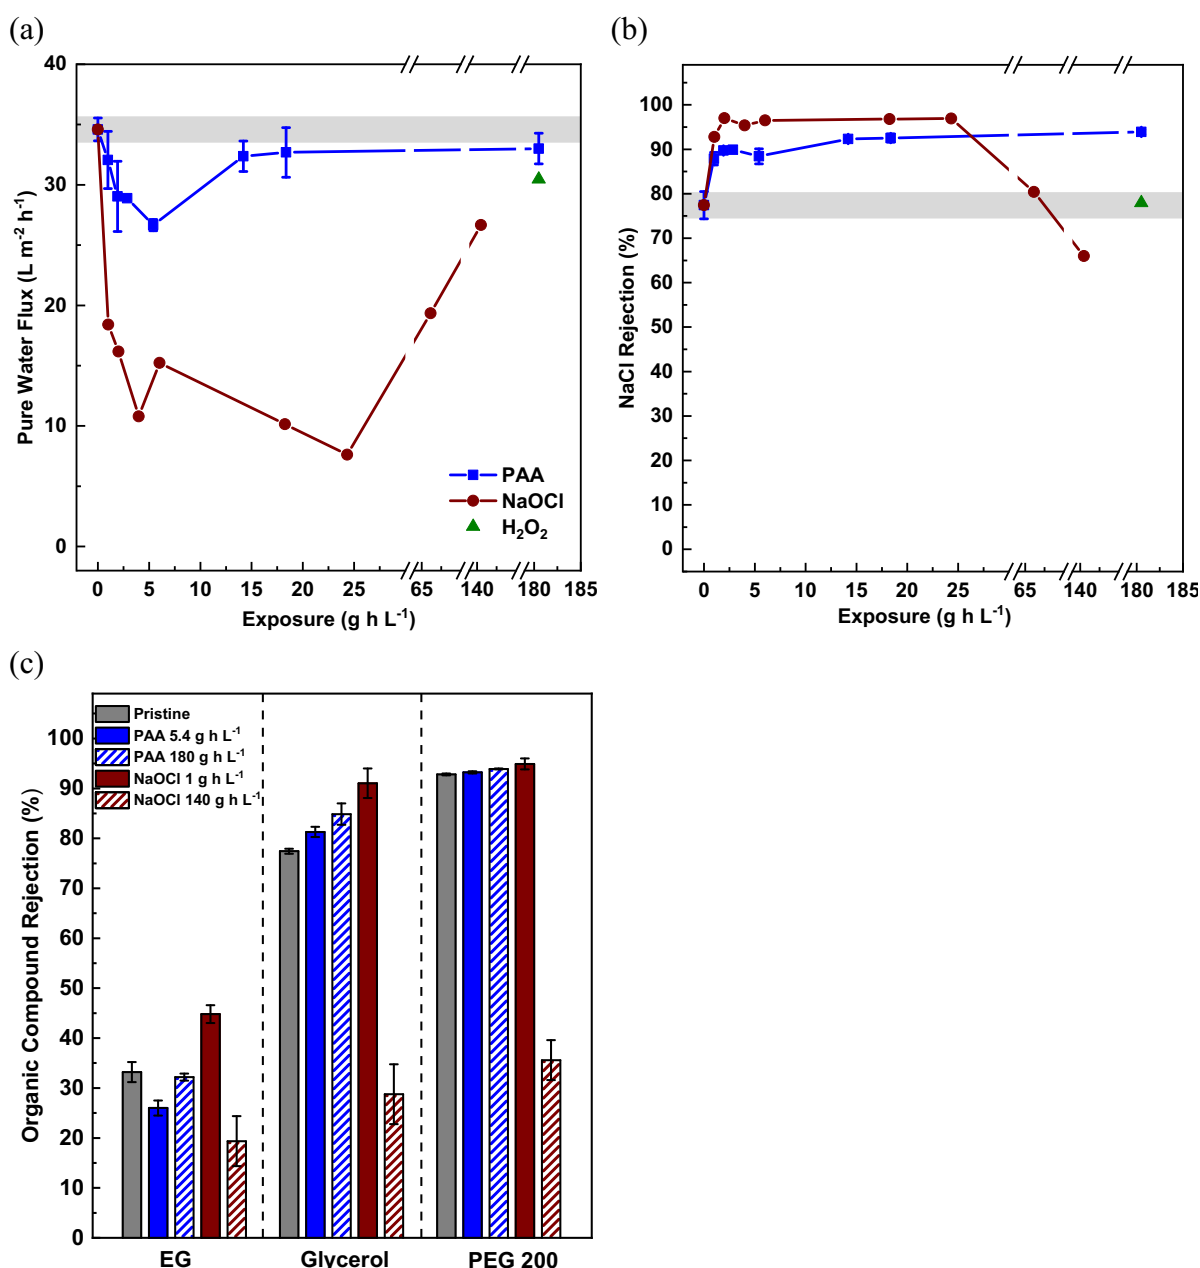 (a)
40
30
20
10
0
Pure Water Flux (L m⁻² h⁻¹)
PAA
NaOCl
H₂O₂
0 5 10 15 20 25 65 140 180 185
Exposure (g h L⁻¹)
(b)
100
90
80
70
60
50
40
30
20
10
0
NaCl Rejection (%)
0 5 10 15 20 25 65 140 180 185
Exposure (g h L⁻¹)
(c)
Pristine
PAA 5.4 g h L⁻¹
PAA 180 g h L⁻¹
NaOCl 1 g h L⁻¹
NaOCl 140 g h L⁻¹
100
90
80
70
60
50
40
30
20
10
0
Organic Compound Rejection (%)
EG Glycerol PEG 200